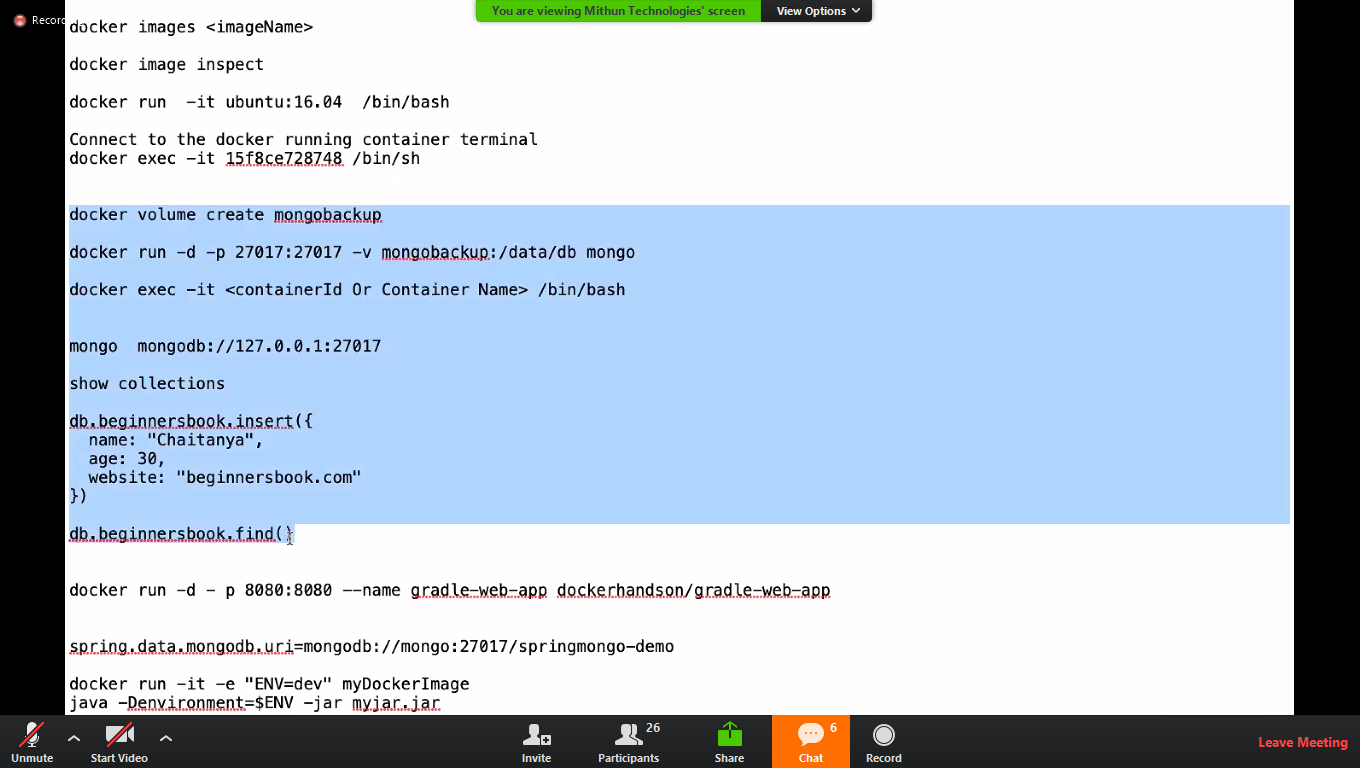 Recor
You are viewing Mithun Technologies' screen
View Options
docker images <imageName>
docker image inspect
docker run  -it ubuntu:16.04  /bin/bash
Connect to the docker running container terminal
docker exec -it 15f8ce728748 /bin/sh
docker volume create mongobackup
docker run -d -p 27017:27017 -v mongobackup:/data/db mongo
docker exec -it <containerId Or Container Name> /bin/bash
mongo  mongodb://127.0.0.1:27017
show collections
db.beginnersbook.insert({
  name: "Chaitanya",
  age: 30,
  website: "beginnersbook.com"
})
db.beginnersbook.find()
docker run -d - p 8080:8080 --name gradle-web-app dockerhandson/gradle-web-app
spring.data.mongodb.uri=mongodb://mongo:27017/springmongo-demo
docker run -it -e "ENV=dev" myDockerImage
java -Denvironment=$ENV -jar myjar.jar
Unmute
Start Video
Invite
26
Participants
Share
6
Chat
Record
Leave Meeting